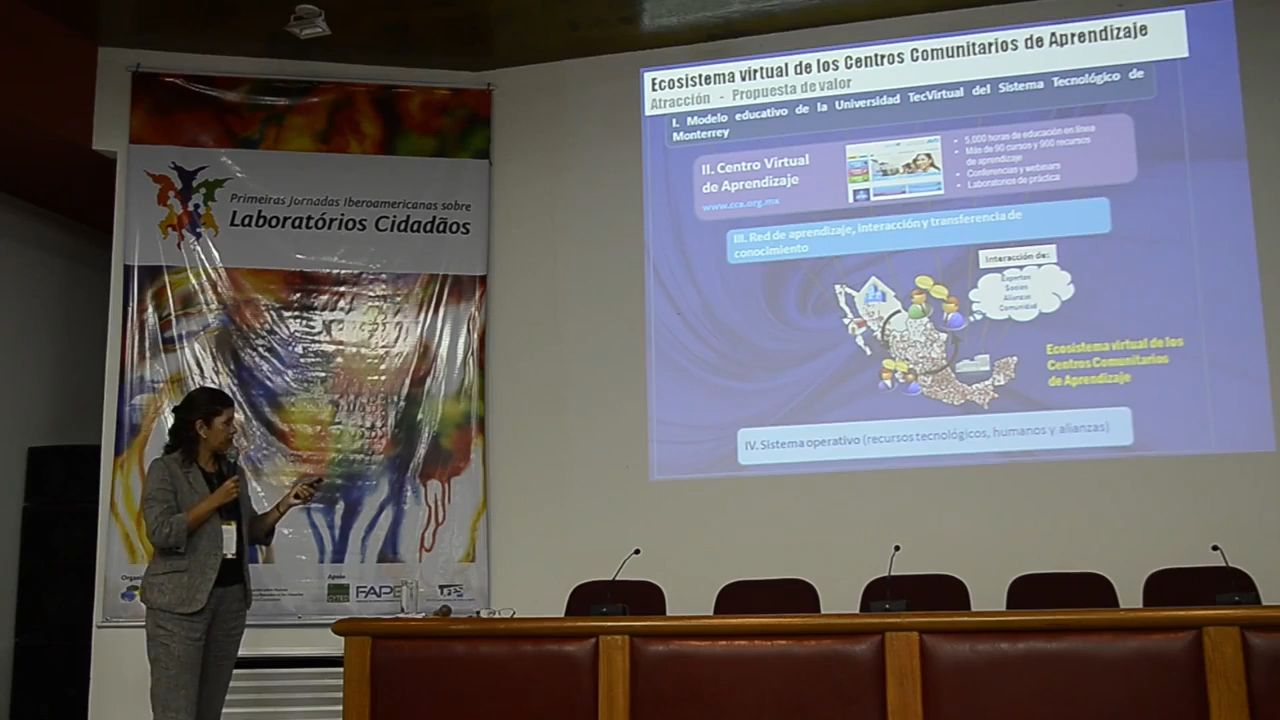 Primeiras Jornadas Iberoamericanas sobre
Laboratórios Cidadãos
Apoio
CYTED
FAPE
Ecosistema virtual de los Centros Comunitarios de Aprendizaje
Atracción - Propuesta de valor
I. Modelo educativo de la Universidad TecVirtual del Sistema Tecnológico de
Monterrey
II. Centro Virtual
de Aprendizaje
www.cca.org.mx
• 5,000 horas de educación en línea
• Más de 90 cursos y 900 recursos
de aprendizaje
• Conferencias y webinars
• Laboratorios de práctica
III. Red de aprendizaje, interacción y transferencia de
conocimiento
Interacción de:
Expertos
Socios
Alianzas
Comunidad
Ecosistema virtual de los
Centros Comunitarios
de Aprendizaje
IV. Sistema operativo (recursos tecnológicos, humanos y alianzas)